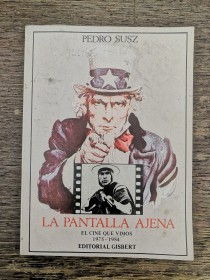 PEDRO SUSZ
LA PANTALLA AJENA
EL CINE QUE VIMOS
1975 - 1984
EDITORIAL GISBERT